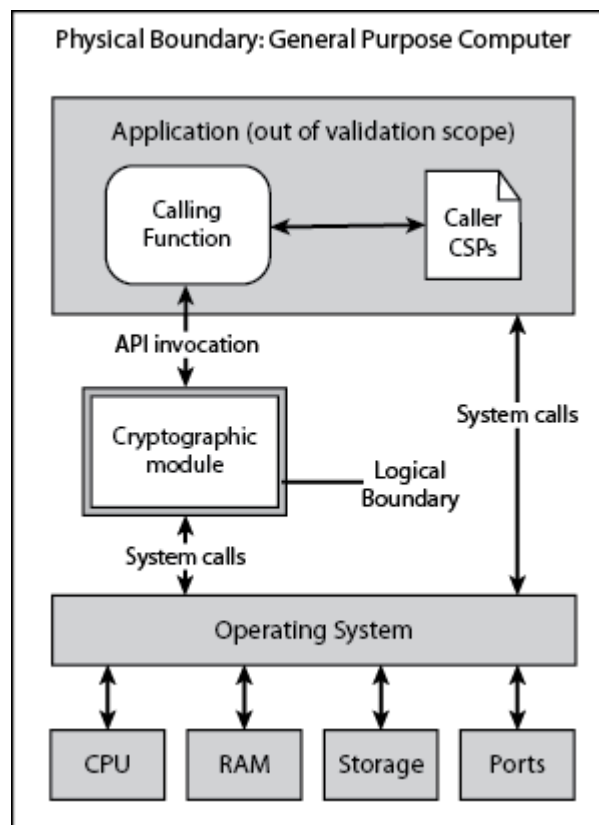 Physical Boundary: General Purpose Computer
Application (out of validation scope)
Calling
Function
Caller
CSPs
API invocation
System calls
Cryptographic
module
Logical
Boundary
System calls
Operating System
CPU
RAM
Storage
Ports